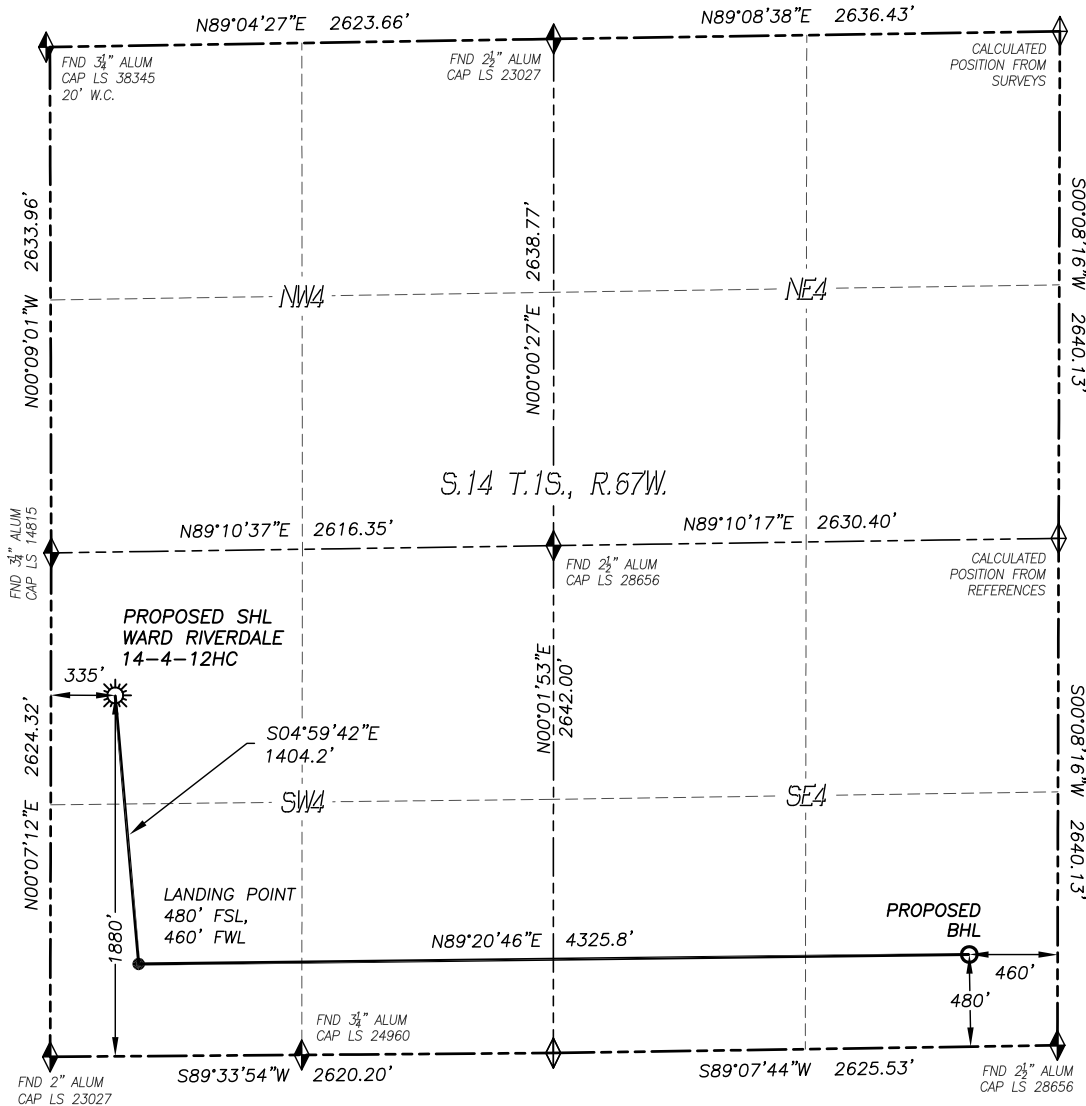 N89°04'27"E 2623.66'
N89°08'38" E 2636.43'
FND 3¼" ALUM
CAP LS 38345
20' W.C.
FND 2½" ALUM
CAP LS 23027
CALCULATED
POSITION FROM
SURVEYS
N00°09'01"W 2633.96'
N00°00'27"E 2638.77'
S00°08'16"W 2640.13'
NW4
NE4
S.14 T.1S., R.67W.
FND 3¼" ALUM
CAP LS 14815
N89°10'37"E 2616.35'
N89°10'17"E 2630.40'
FND 2½" ALUM
CAP LS 28656
CALCULATED
POSITION FROM
REFERENCES
PROPOSED SHL
WARD RIVERDALE
14-4-12HC
335'
S04°59'42"E
1404.2'
N00°07'12"E 2624.32'
N00°01'53"E
2642.00'
S00°08'16"W 2640.13'
SW4
SE4
LANDING POINT
480' FSL,
460' FWL
1880'
N89°20'46"E 4325.8'
PROPOSED
BHL
460'
480'
FND 3¼" ALUM
CAP LS 24960
S89°33'54"W 2620.20'
S89°07'44"W 2625.53'
FND 2" ALUM
CAP LS 23027
FND 2½" ALUM
CAP LS 28656